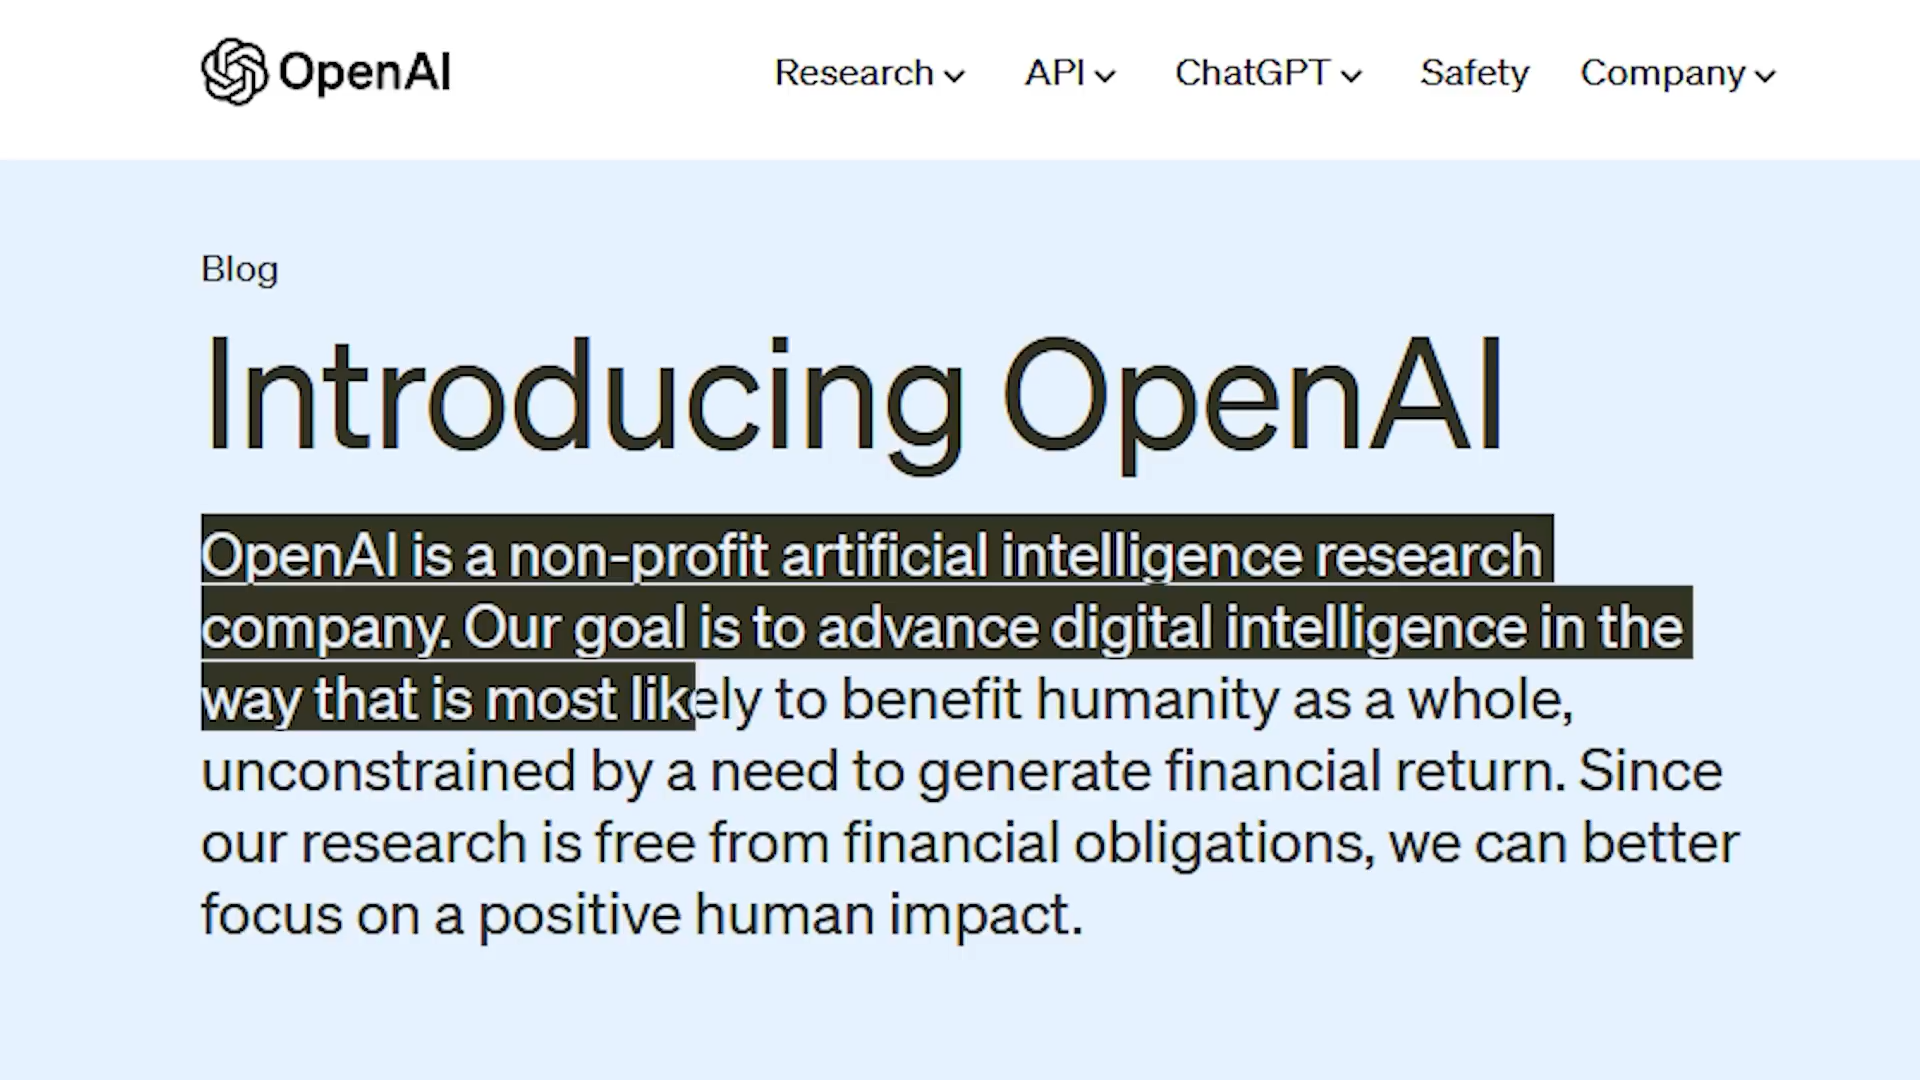 OpenAI
Research API ChatGPT Safety Company
Blog
Introducing OpenAI
OpenAI is a non-profit artificial intelligence research
company. Our goal is to advance digital intelligence in the
way that is most likely to benefit humanity as a whole,
unconstrained by a need to generate financial return. Since
our research is free from financial obligations, we can better
focus on a positive human impact.